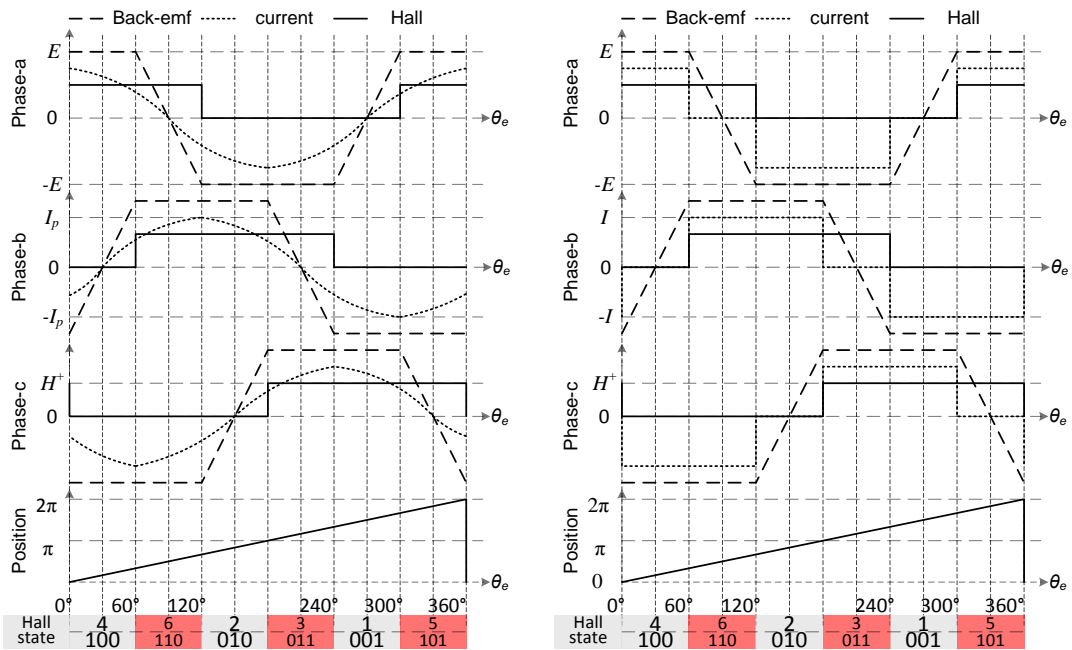 Back-emf current Hall
E
Phase-a
0
θe
-E
Ip
Phase-b
0
θe
-Ip
H+
Phase-c
0
θe
2π
Position
π
θe
0° 60° 120° 240° 300° 360°
Hall state
4 6 2 3 1 5
100 110 010 011 001 101
Back-emf current Hall
E
Phase-a
0
θe
-E
I
Phase-b
0
θe
-I
H+
Phase-c
0
θe
2π
Position
π
0
θe
0° 60° 120° 240° 300° 360°
Hall state
4 6 2 3 1 5
100 110 010 011 001 101